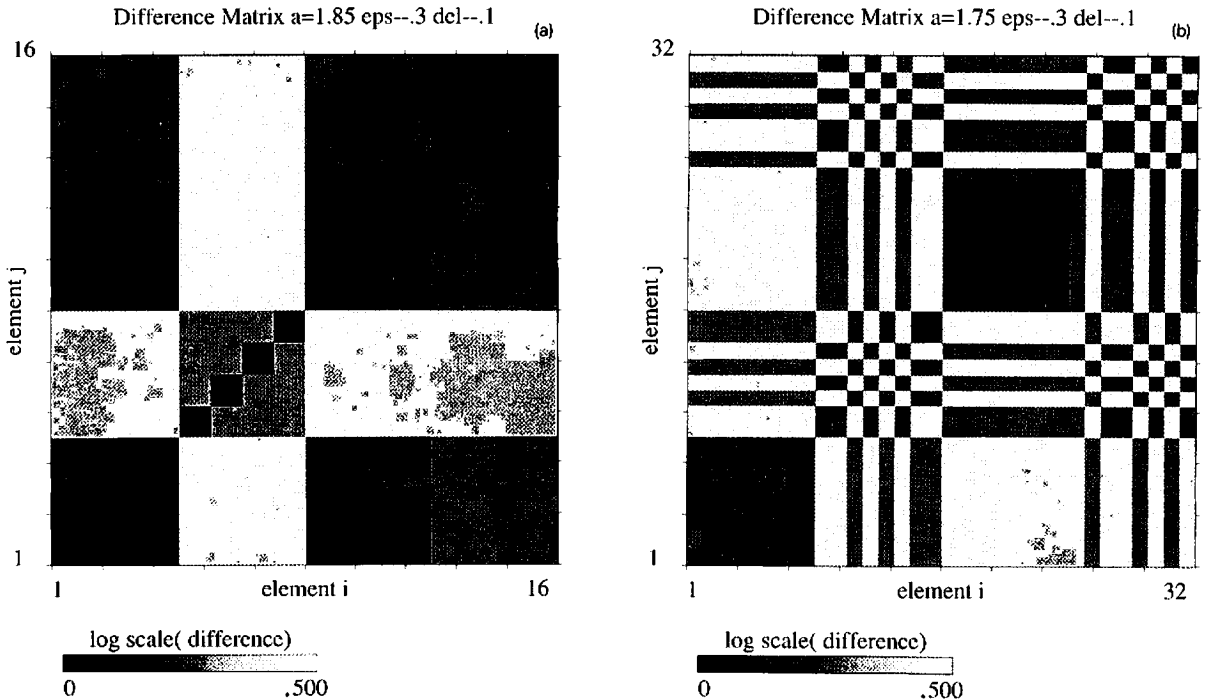 Difference Matrix a=1.85 eps--.3 del--.1
(a)
16
element j
1
1
element i
16
log scale( difference)
0
.500
Difference Matrix a=1.75 eps--.3 del--.1
(b)
32
element j
1
1
element i
32
log scale( difference)
0
.500